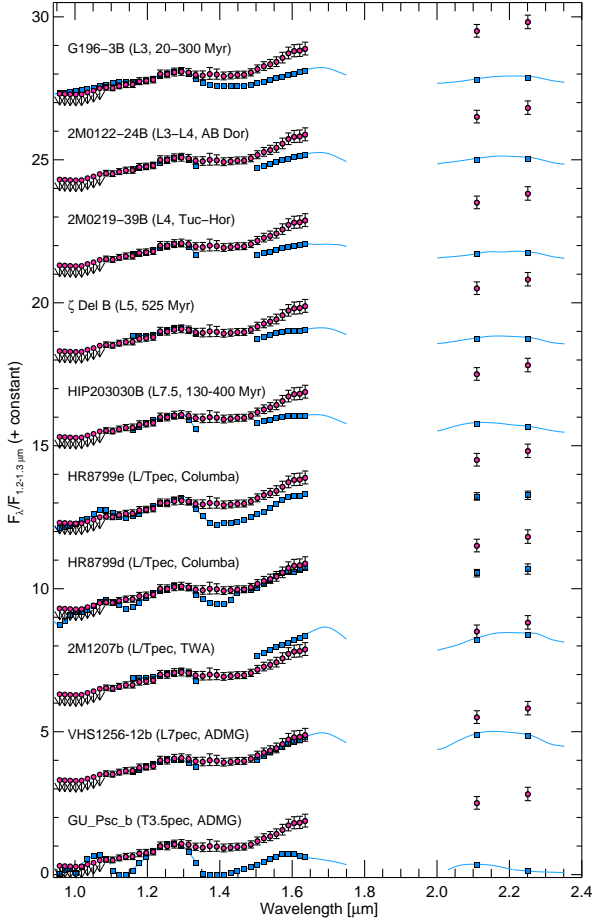 30
G196−3B (L3, 20−300 Myr)
2M0122−24B (L3−L4, AB Dor)
25
2M0219−39B (L4, Tuc−Hor)
20
ζ Del B (L5, 525 Myr)
HIP203030B (L7.5, 130-400 Myr)
15
HR8799e (L/Tpec, Columba)
HR8799d (L/Tpec, Columba)
10
2M1207b (L/Tpec, TWA)
5
VHS1256−12b (L7pec, ADMG)
GU_Psc_b (T3.5pec, ADMG)
0
Fλ/F1.2-1.3 μm (+ constant)
1.0 1.2 1.4 1.6 1.8 2.0 2.2 2.4
Wavelength [μm]